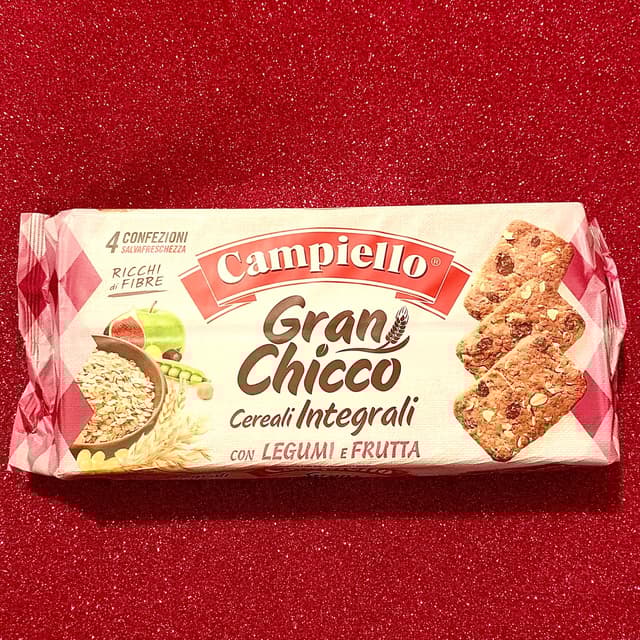 4 CONFEZIONI
SALVAFRESCHEZZA
RICCHI
di FIBRE
Campiello®
Gran
Chicco
Cereali Integrali
CON LEGUMI E FRUTTA